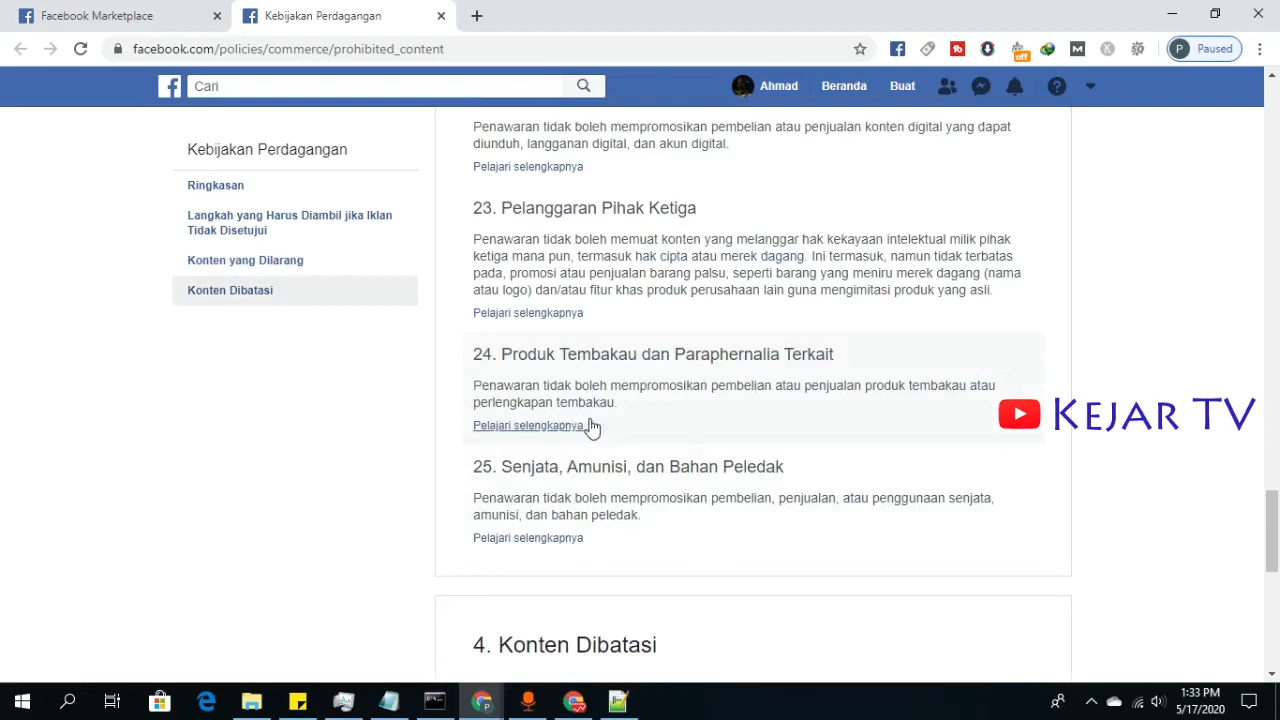 Facebook Marketplace
Kebijakan Perdagangan
facebook.com/policies/commerce/prohibited_content
off
M
K
P
Paused
Cari
Ahmad
Beranda
Buat
Kebijakan Perdagangan
Ringkasan
Langkah yang Harus Diambil jika Iklan
Tidak Disetujui
Konten yang Dilarang
Konten Dibatasi
Penawaran tidak boleh mempromosikan pembelian atau penjualan konten digital yang dapat
diunduh, langganan digital, dan akun digital.
Pelajari selengkapnya
23. Pelanggaran Pihak Ketiga
Penawaran tidak boleh memuat konten yang melanggar hak kekayaan intelektual milik pihak
ketiga mana pun, termasuk hak cipta atau merek dagang. Ini termasuk, namun tidak terbatas
pada, promosi atau penjualan barang palsu, seperti barang yang meniru merek dagang (nama
atau logo) dan/atau fitur khas produk perusahaan lain guna mengimitasi produk yang asli.
Pelajari selengkapnya
24. Produk Tembakau dan Paraphernalia Terkait
Penawaran tidak boleh mempromosikan pembelian atau penjualan produk tembakau atau
perlengkapan tembakau.
Pelajari selengkapnya
KEJAR TV
25. Senjata, Amunisi, dan Bahan Peledak
Penawaran tidak boleh mempromosikan pembelian, penjualan, atau penggunaan senjata,
amunisi, dan bahan peledak.
Pelajari selengkapnya
4. Konten Dibatasi
1:33 PM
5/17/2020